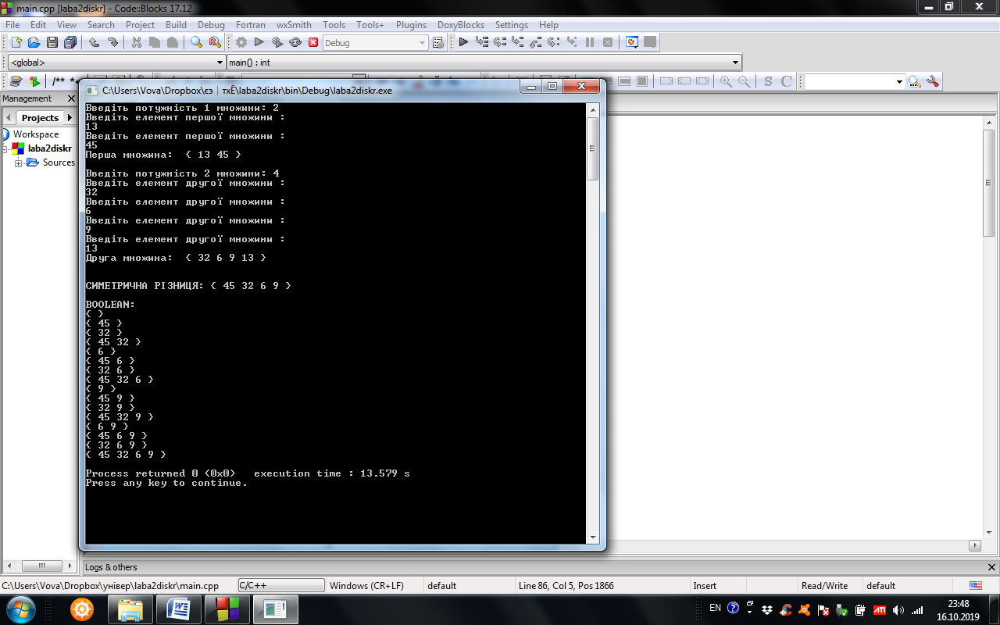 main.cpp [laba2diskr] - Code::Blocks 17.12
File Edit View Search Project Build Debug Fortran wxSmith Tools Tools+ Plugins DoxyBlocks Settings Help
Debug
<global> main() : int
/** *
S C
Management
Projects
Workspace
laba2diskr
Sources
C:\Users\Vova\Dropbox\єэ | тхЁ\laba2diskr\bin\Debug\laba2diskr.exe
Введіть потужність 1 множини: 2
Введіть елемент першої множини :
13
Введіть елемент першої множини :
45
Перша множина:  { 13 45 }
Введіть потужність 2 множини: 4
Введіть елемент другої множини :
32
Введіть елемент другої множини :
6
Введіть елемент другої множини :
9
Введіть елемент другої множини :
13
Друга множина:  { 32 6 9 13 }
СИМЕТРИЧНА РІЗНИЦЯ: { 45 32 6 9 }
BOOLEAN:
{ }
{ 45 }
{ 32 }
{ 45 32 }
{ 6 }
{ 45 6 }
{ 32 6 }
{ 45 32 6 }
{ 9 }
{ 45 9 }
{ 32 9 }
{ 45 32 9 }
{ 6 9 }
{ 45 6 9 }
{ 32 6 9 }
{ 45 32 6 9 }
Process returned 0 (0x0)   execution time : 13.579 s
Press any key to continue.
Logs & others
C:\Users\Vova\Dropbox\універ\laba2diskr\main.cpp C/C++ Windows (CR+LF) default Line 86, Col 5, Pos 1866 Insert Read/Write default
EN
ATI
23:48
16.10.2019